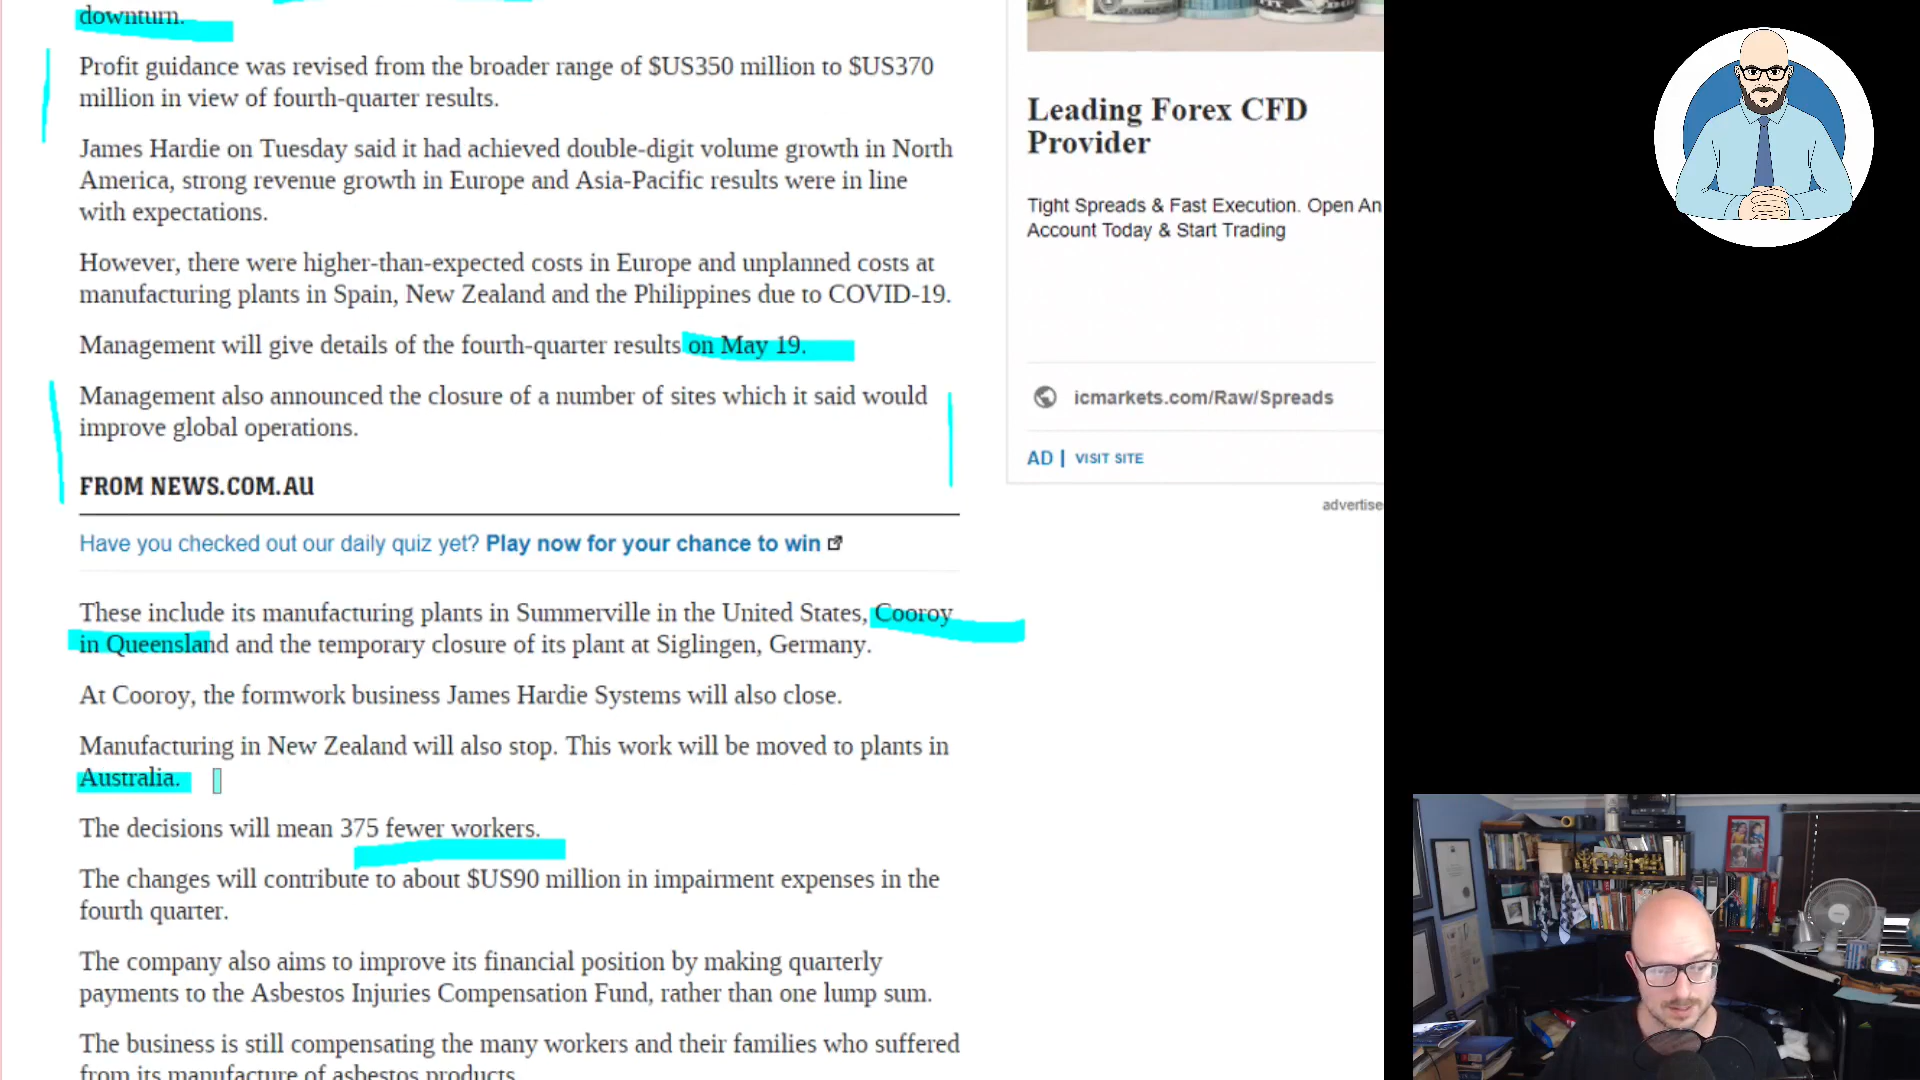 downturn.
Profit guidance was revised from the broader range of $US350 million to $US370
million in view of fourth-quarter results.
James Hardie on Tuesday said it had achieved double-digit volume growth in North
America, strong revenue growth in Europe and Asia-Pacific results were in line
with expectations.
However, there were higher-than-expected costs in Europe and unplanned costs at
manufacturing plants in Spain, New Zealand and the Philippines due to COVID-19.
Management will give details of the fourth-quarter results on May 19.
Management also announced the closure of a number of sites which it said would
improve global operations.
FROM NEWS.COM.AU
Have you checked out our daily quiz yet? Play now for your chance to win
These include its manufacturing plants in Summerville in the United States, Cooroy
in Queensland and the temporary closure of its plant at Siglingen, Germany.
At Cooroy, the formwork business James Hardie Systems will also close.
Manufacturing in New Zealand will also stop. This work will be moved to plants in
Australia.
The decisions will mean 375 fewer workers.
The changes will contribute to about $US90 million in impairment expenses in the
fourth quarter.
The company also aims to improve its financial position by making quarterly
payments to the Asbestos Injuries Compensation Fund, rather than one lump sum.
The business is still compensating the many workers and their families who suffered
from its manufacture of asbestos products.
Leading Forex CFD
Provider
Tight Spreads & Fast Execution. Open An
Account Today & Start Trading
icmarkets.com/Raw/Spreads
AD | VISIT SITE
advertise